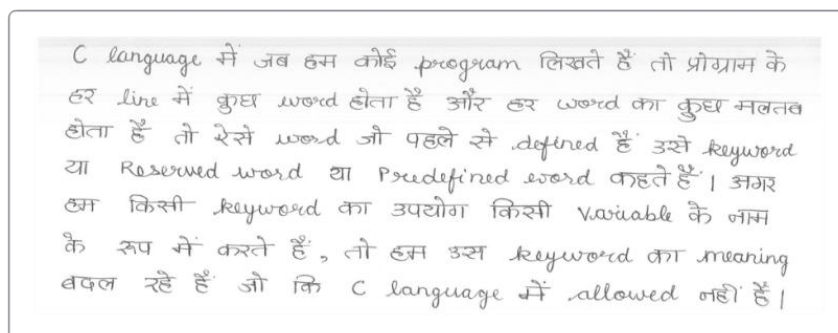 C language में जब हम कोई program लिखते हैं तो प्रोग्राम के
हर line में कुछ word होता है और हर word का कुछ मलतब
होता है तो ऐसे word जो पहले से defined हैं उसे keyword
या Reserved word या Predefined word कहते हैं। अगर
हम किसी keyword का उपयोग किसी variable के नाम
के रूप में करते हैं, तो हम उस keyword का meaning
बदल रहे हैं जो कि C language में allowed नहीं है।